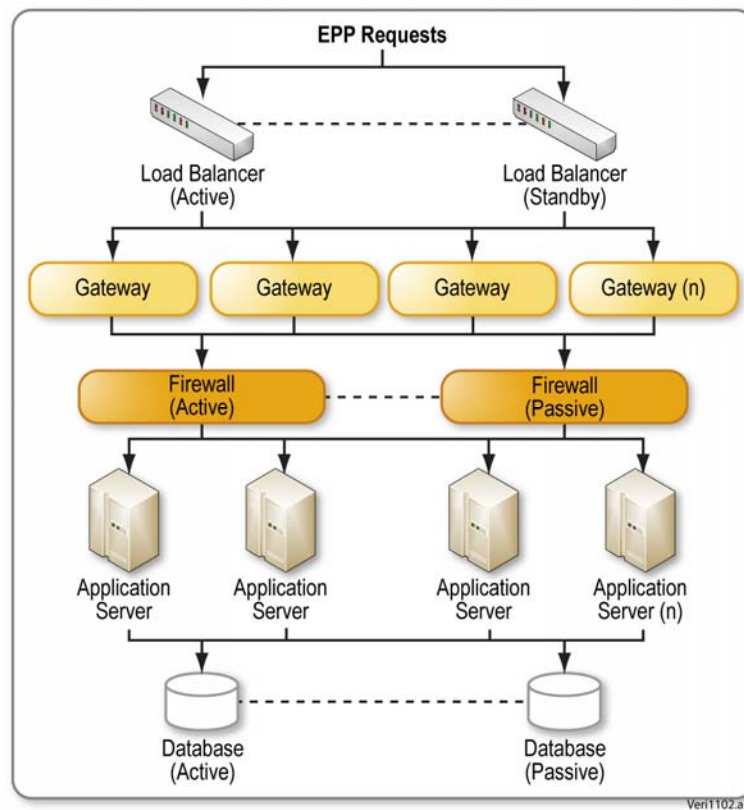 EPP Requests
Load Balancer
(Active)
Load Balancer
(Standby)
Gateway
Gateway
Gateway
Gateway (n)
Firewall
(Active)
Firewall
(Passive)
Application
Server
Application
Server
Application
Server
Application
Server (n)
Database
(Active)
Database
(Passive)